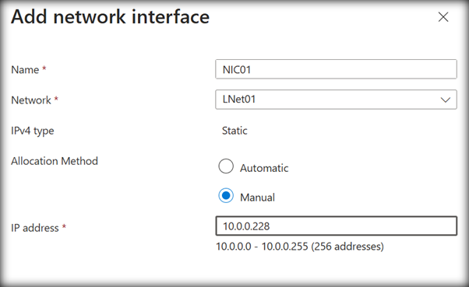 Add network interface
Name *
NIC01
Network *
LNet01
IPv4 type
Static
Allocation Method
Automatic
Manual
IP address *
10.0.0.228
10.0.0.0 - 10.0.0.255 (256 addresses)